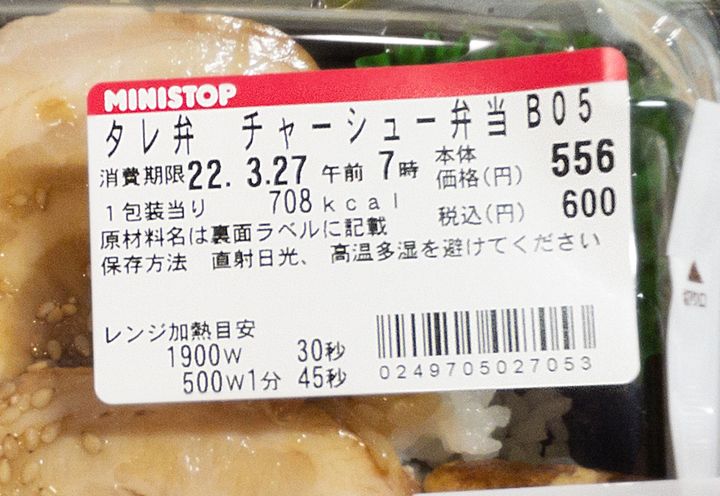 MINISTOP
タレ弁 チャーシュー弁当 B05
消費期限22. 3.27 午前 7時
本体価格(円) 556
1包装当り 708kcal
税込(円) 600
原材料名は裏面ラベルに記載
保存方法 直射日光、高温多湿を避けてください
レンジ加熱目安
1900W 30秒
500W1分 45秒
0249705027053